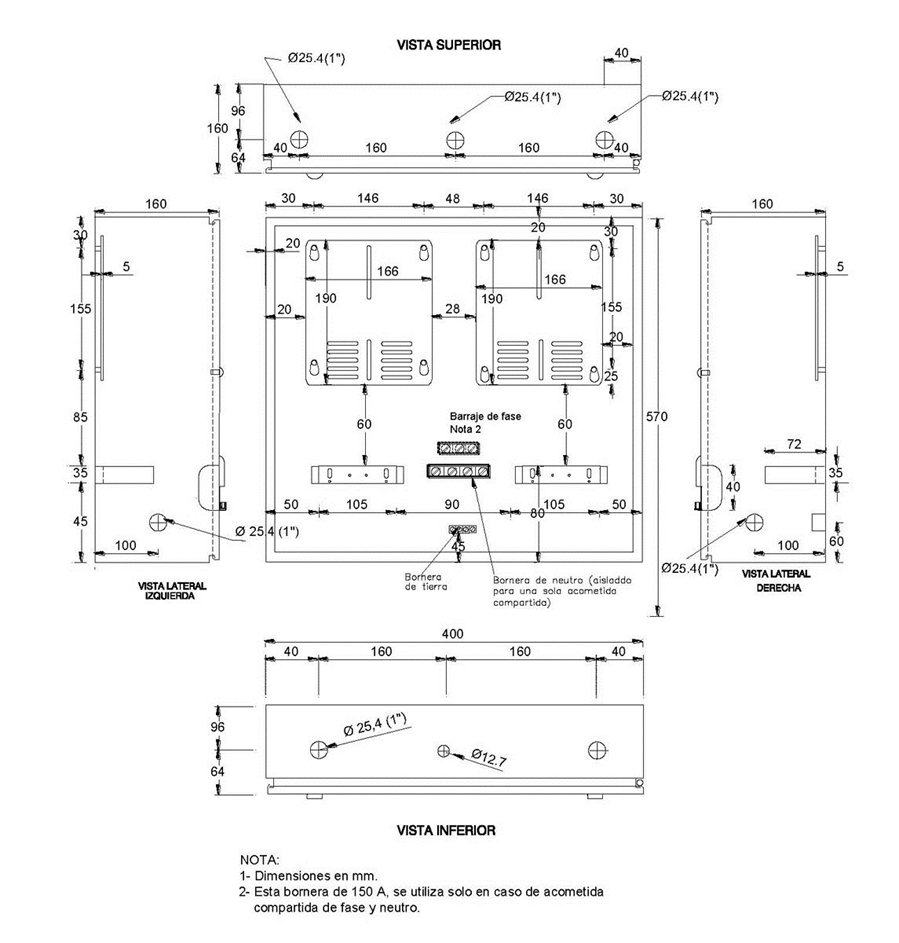 VISTA SUPERIOR
40
Ø25.4(1")
Ø25.4(1")
Ø25.4(1")
96
160
64
40
160
160
40
160
30
146
48
146
30
160
30
20
20
30
5
166
166
5
190
190
155
155
20
28
20
25
85
60
Barraje de fase
Nota 2
60
570
72
35
40
35
50
105
90
105
50
80
45
Ø 25.4 (1")
45
60
100
100
Ø25.4(1")
VISTA LATERAL
IZQUIERDA
Bornera
de tierra
Bornera de neutro (aisladdo
para una sola acometida
compartida)
VISTA LATERAL
DERECHA
400
40
160
160
40
96
Ø 25,4 (1")
64
Ø12.7
VISTA INFERIOR
NOTA:
1- Dimensiones en mm.
2- Esta bornera de 150 A, se utiliza solo en caso de acometida
compartida de fase y neutro.